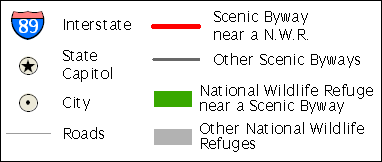 89 Interstate
State
Capitol
City
Roads
Scenic Byway
near a N.W.R.
Other Scenic Byways
National Wildlife Refuge
near a Scenic Byway
Other National Wildlife
Refuges